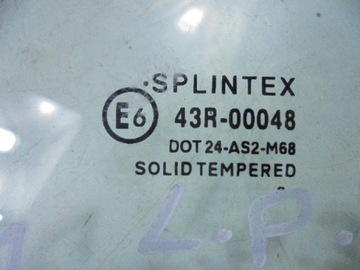 ·SPLINTEX
E6 43R-00048
DOT 24-AS2-M68
SOLID TEMPERED
L.P.